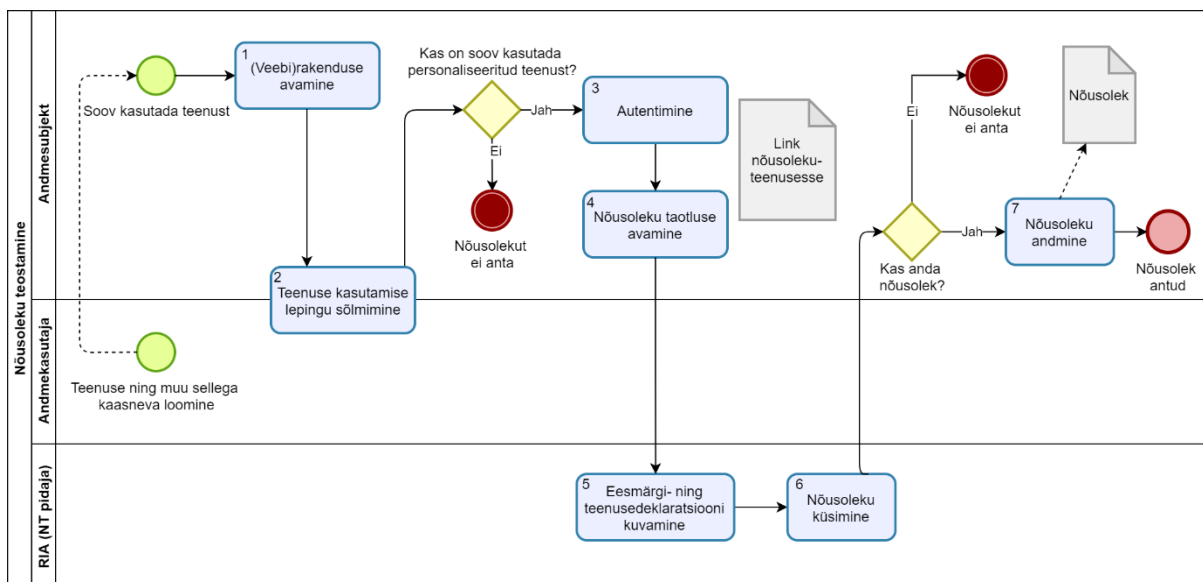 Nõusoleku teostamine
Andmesubjekt
Soov kasutada teenust
1
(Veebi)rakenduse
avamine
2
Teenuse kasutamise
lepingu sõlmimine
Kas on soov kasutada
personaliseeritud teenust?
Jah
Ei
Nõusolekut
ei anta
3
Autentimine
4
Nõusoleku taotluse
avamine
Link
nõusoleku-
teenusesse
Kas anda
nõusolek?
Ei
Nõusolekut
ei anta
Jah
7
Nõusoleku
andmine
Nõusolek
Nõusolek
antud
Andmekasutaja
Teenuse ning muu sellega
kaasneva loomine
RIA (NT pidaja)
5
Eesmärgi- ning
teenusedeklaratsiooni
kuvamine
6
Nõusoleku
küsimine